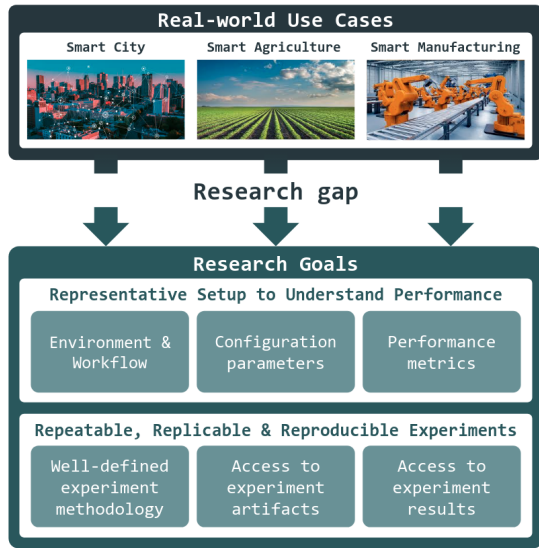 Real-world Use Cases
Smart City
Smart Agriculture
Smart Manufacturing
Research gap
Research Goals
Representative Setup to Understand Performance
Environment &
Workflow
Configuration
parameters
Performance
metrics
Repeatable, Replicable & Reproducible Experiments
Well-defined
experiment
methodology
Access to
experiment
artifacts
Access to
experiment
results